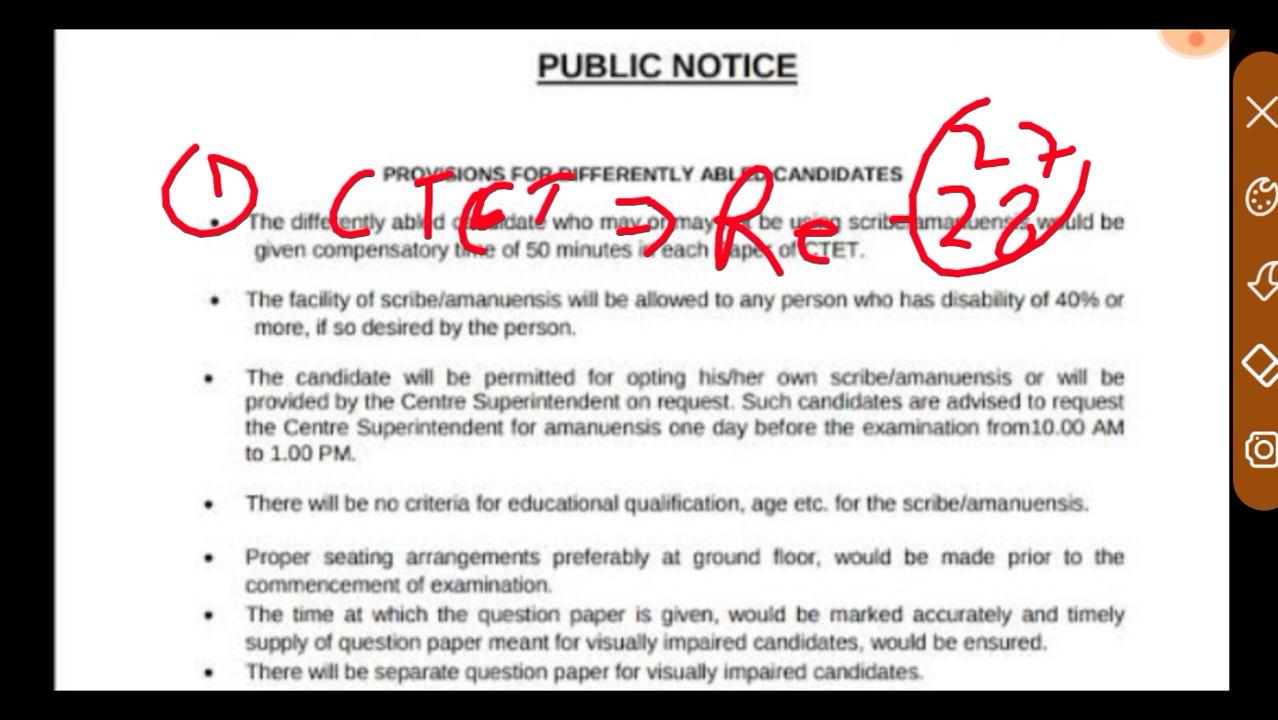 PUBLIC NOTICE
PROVISIONS FOR DIFFERENTLY ABLED CANDIDATES
① CTET ⇒ Re - 27 28
• The differently abled candidate who may or may not be using scribe/amanuensis would be
given compensatory time of 50 minutes in each paper of CTET.
• The facility of scribe/amanuensis will be allowed to any person who has disability of 40% or
more, if so desired by the person.
• The candidate will be permitted for opting his/her own scribe/amanuensis or will be
provided by the Centre Superintendent on request. Such candidates are advised to request
the Centre Superintendent for amanuensis one day before the examination from10.00 AM
to 1.00 PM.
• There will be no criteria for educational qualification, age etc. for the scribe/amanuensis.
• Proper seating arrangements preferably at ground floor, would be made prior to the
commencement of examination.
• The time at which the question paper is given, would be marked accurately and timely
supply of question paper meant for visually impaired candidates, would be ensured.
• There will be separate question paper for visually impaired candidates.